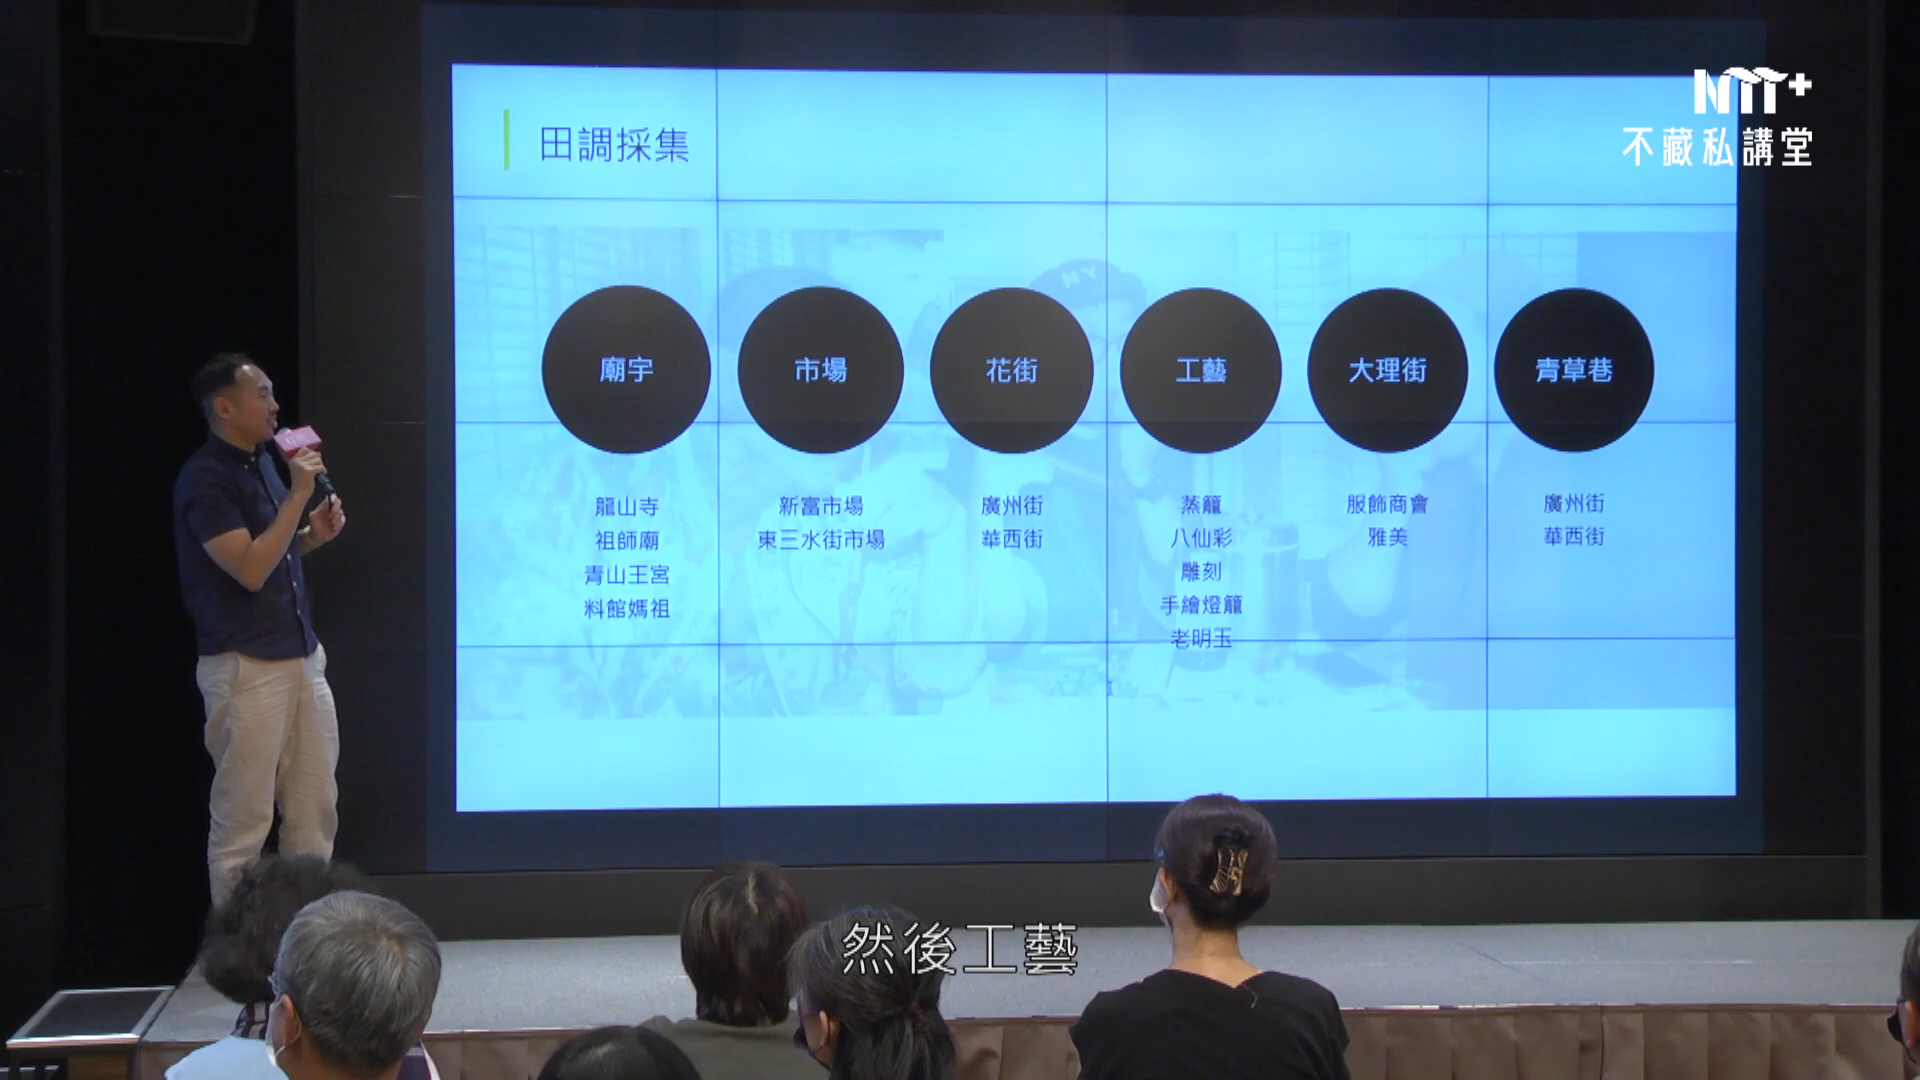 NTT+
不藏私講堂
田調採集
廟宇
市場
花街
工藝
大理街
青草巷
龍山寺
祖師廟
青山王宮
料館媽祖
新富市場
東三水街市場
廣州街
華西街
蒸籠
八仙彩
雕刻
手繪燈籠
老明玉
服飾商會
雅美
廣州街
華西街
然後工藝